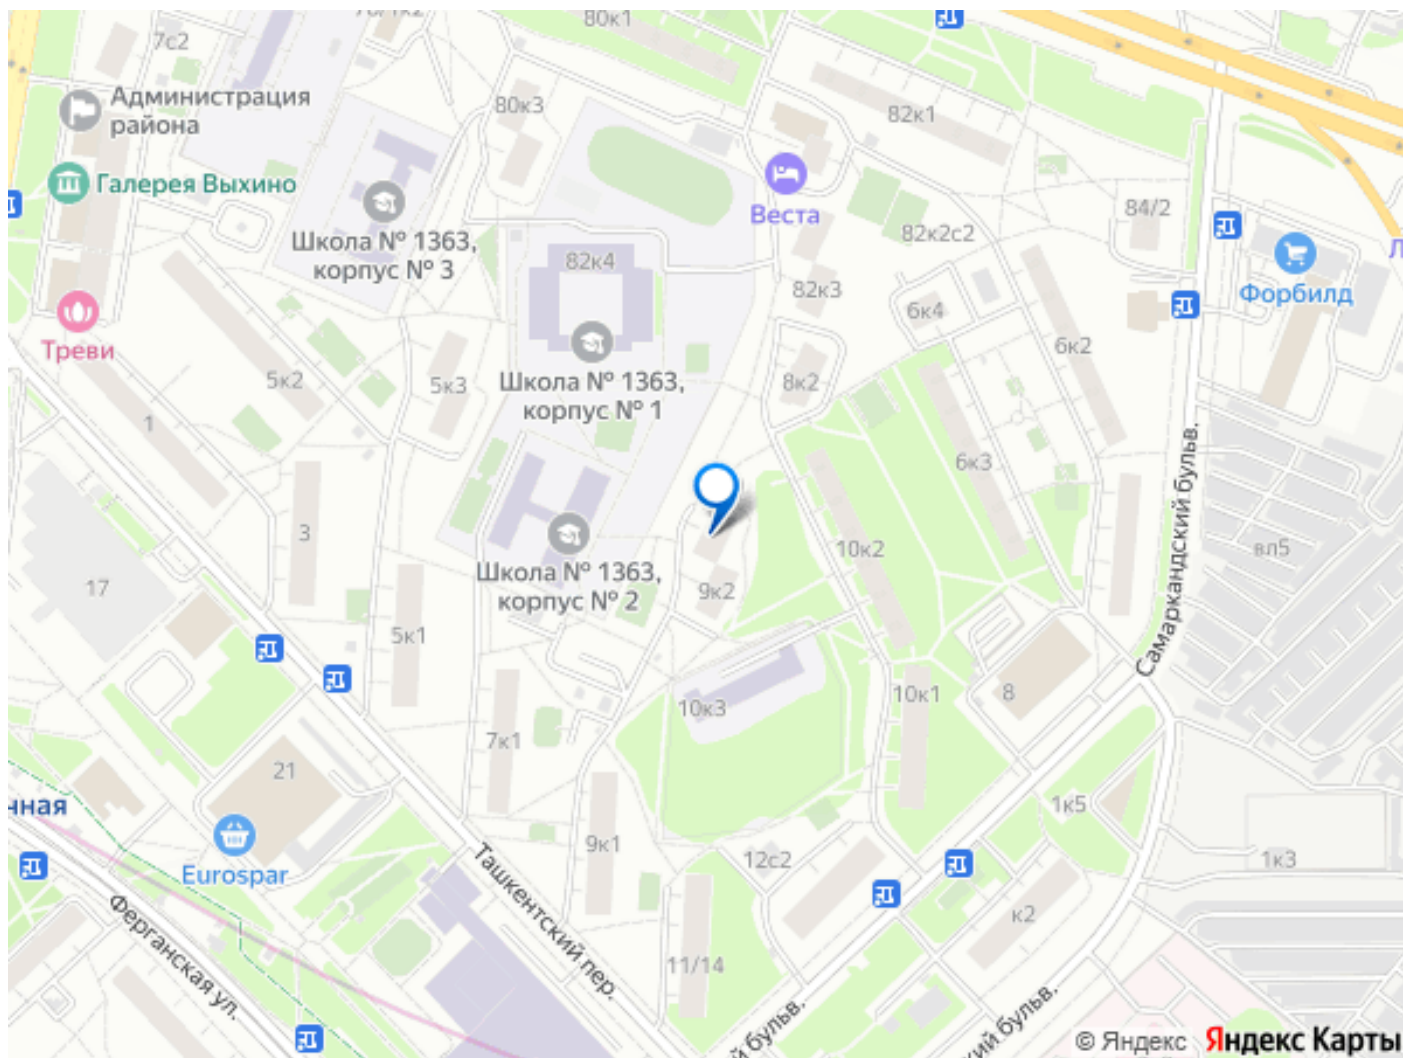 80к1
7с2
Администрация
района
80к3
82к1
Галерея Выхино
Веста
84/2
Школа № 1363,
корпус № 3
82к4
82к2с2
82к3
Форбилд
6к4
6к2
Треви
5к2
5к3
Школа № 1363,
корпус № 1
8к2
1
6к3
Самаркандский бульв.
3
10к2
вл5
17
Школа № 1363,
корпус № 2
9к2
5к1
10к3
10к1
8
7к1
21
чная
1к5
9к1
12с2
1к3
Eurospar
Ташкентский пер.
Ферганская ул.
к2
11/14
й бульв.
кий бульв.
© Яндекс Яндекс Карты